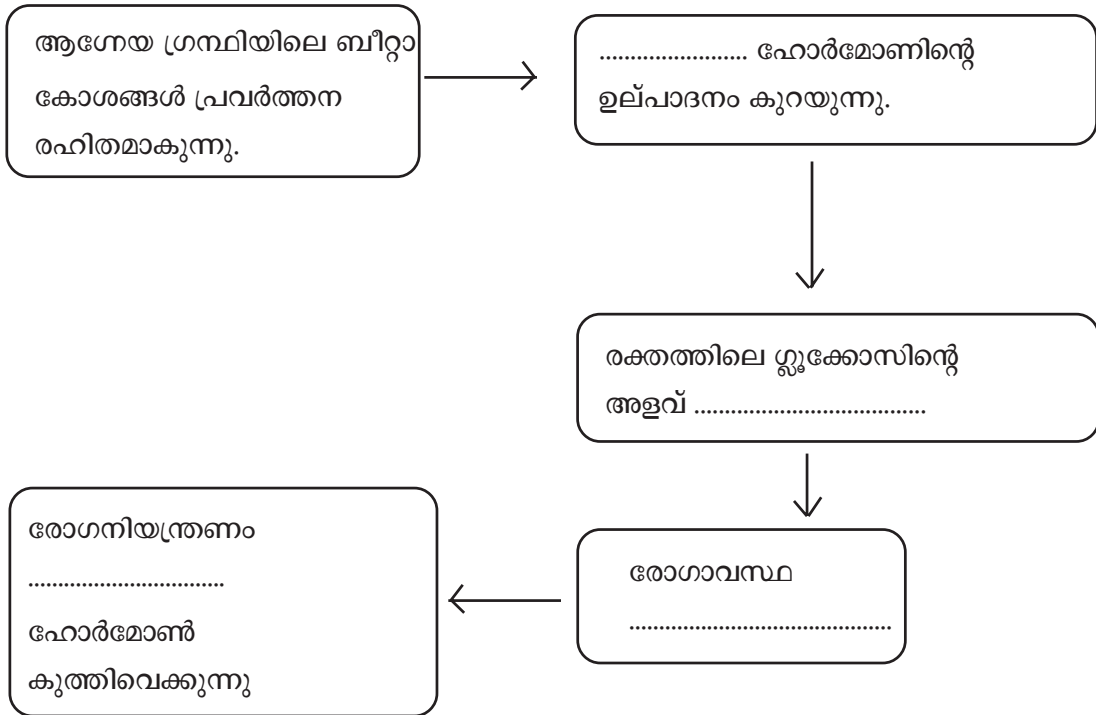 ആഗ്നേയ ഗ്രന്ഥിയിലെ ബീറ്റാ
കോശങ്ങൾ പ്രവർത്തന
രഹിതമാകുന്നു.
......................... ഹോർമോണിന്റെ
ഉല്പാദനം കുറയുന്നു.
രക്തത്തിലെ ഗ്ലൂക്കോസിന്റെ
അളവ് .......................................
രോഗാവസ്ഥ
............................................
രോഗനിയന്ത്രണം
.................................
ഹോർമോൺ
കുത്തിവെക്കുന്നു